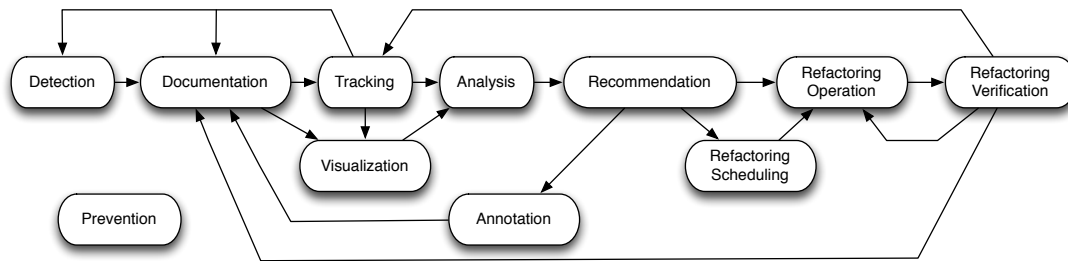 Detection
Documentation
Tracking
Analysis
Recommendation
Refactoring
Operation
Refactoring
Verification
Visualization
Refactoring
Scheduling
Prevention
Annotation